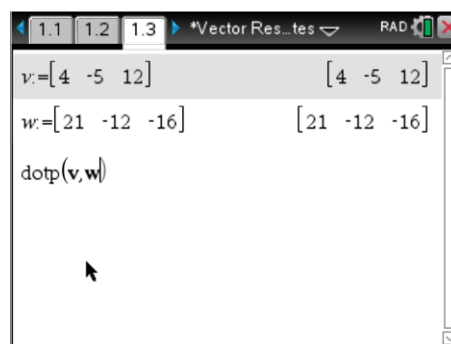 1.1 1.2 1.3 *Vector Res...tes RAD
v:=[4 -5 12] [4 -5 12]
w:=[21 -12 -16] [21 -12 -16]
dotp(v,w)